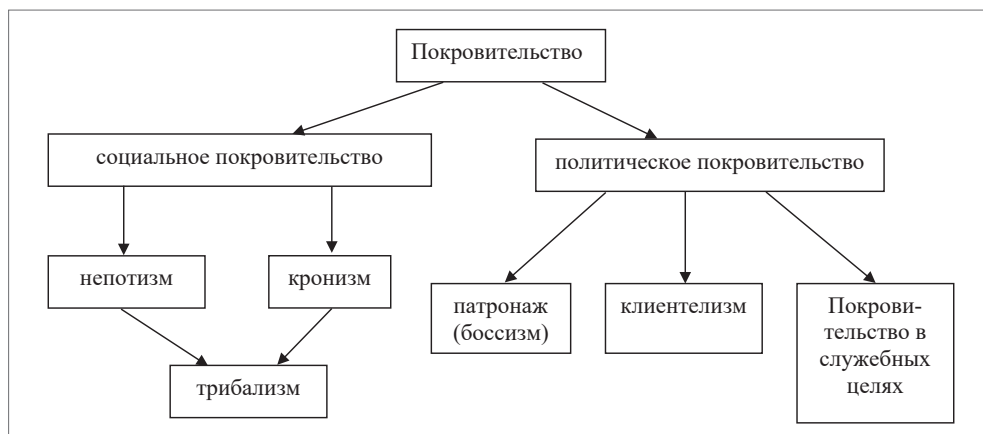 Покровительство
социальное покровительство
политическое покровительство
непотизм
кронизм
патронаж
(боссизм)
клиентелизм
Покрови-
тельство в
служебных
целях
трибализм